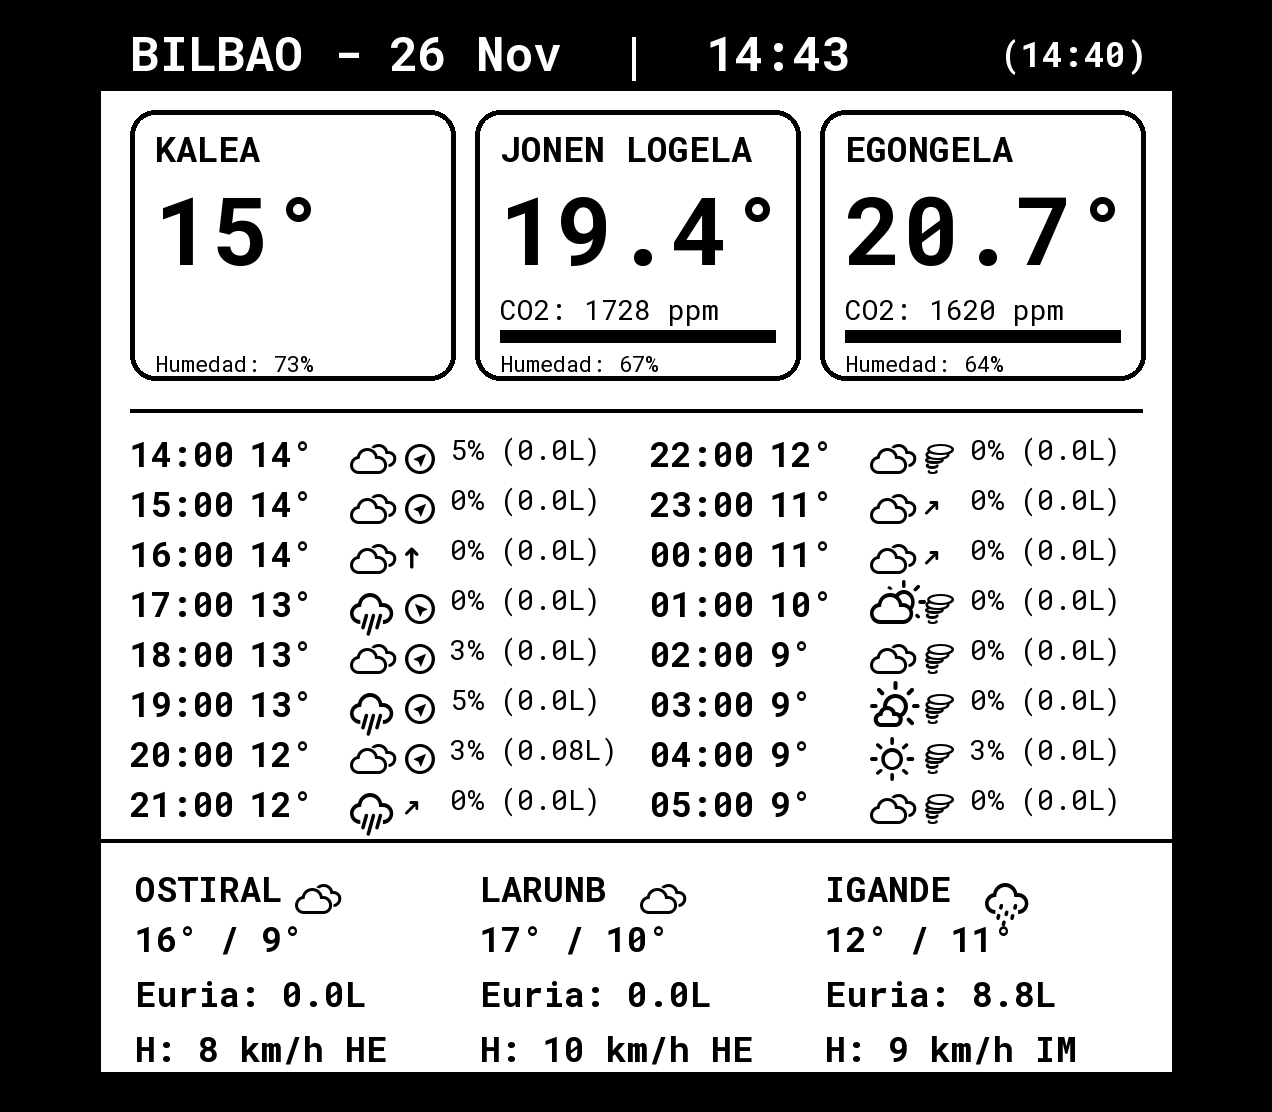 BILBAO - 26 Nov | 14:43 (14:40)
KALEA
15°
Humedad: 73%
JONEN LOGELA
19.4°
CO2: 1728 ppm
Humedad: 67%
EGONGELA
20.7°
CO2: 1620 ppm
Humedad: 64%
14:00 14° 5% (0.0L)
15:00 14° 0% (0.0L)
16:00 14° 0% (0.0L)
17:00 13° 0% (0.0L)
18:00 13° 3% (0.0L)
19:00 13° 5% (0.0L)
20:00 12° 3% (0.08L)
21:00 12° 0% (0.0L)
22:00 12° 0% (0.0L)
23:00 11° 0% (0.0L)
00:00 11° 0% (0.0L)
01:00 10° 0% (0.0L)
02:00 9° 0% (0.0L)
03:00 9° 0% (0.0L)
04:00 9° 3% (0.0L)
05:00 9° 0% (0.0L)
OSTIRAL
16° / 9°
Euria: 0.0L
H: 8 km/h HE
LARUNB
17° / 10°
Euria: 0.0L
H: 10 km/h HE
IGANDE
12° / 11°
Euria: 8.8L
H: 9 km/h IM